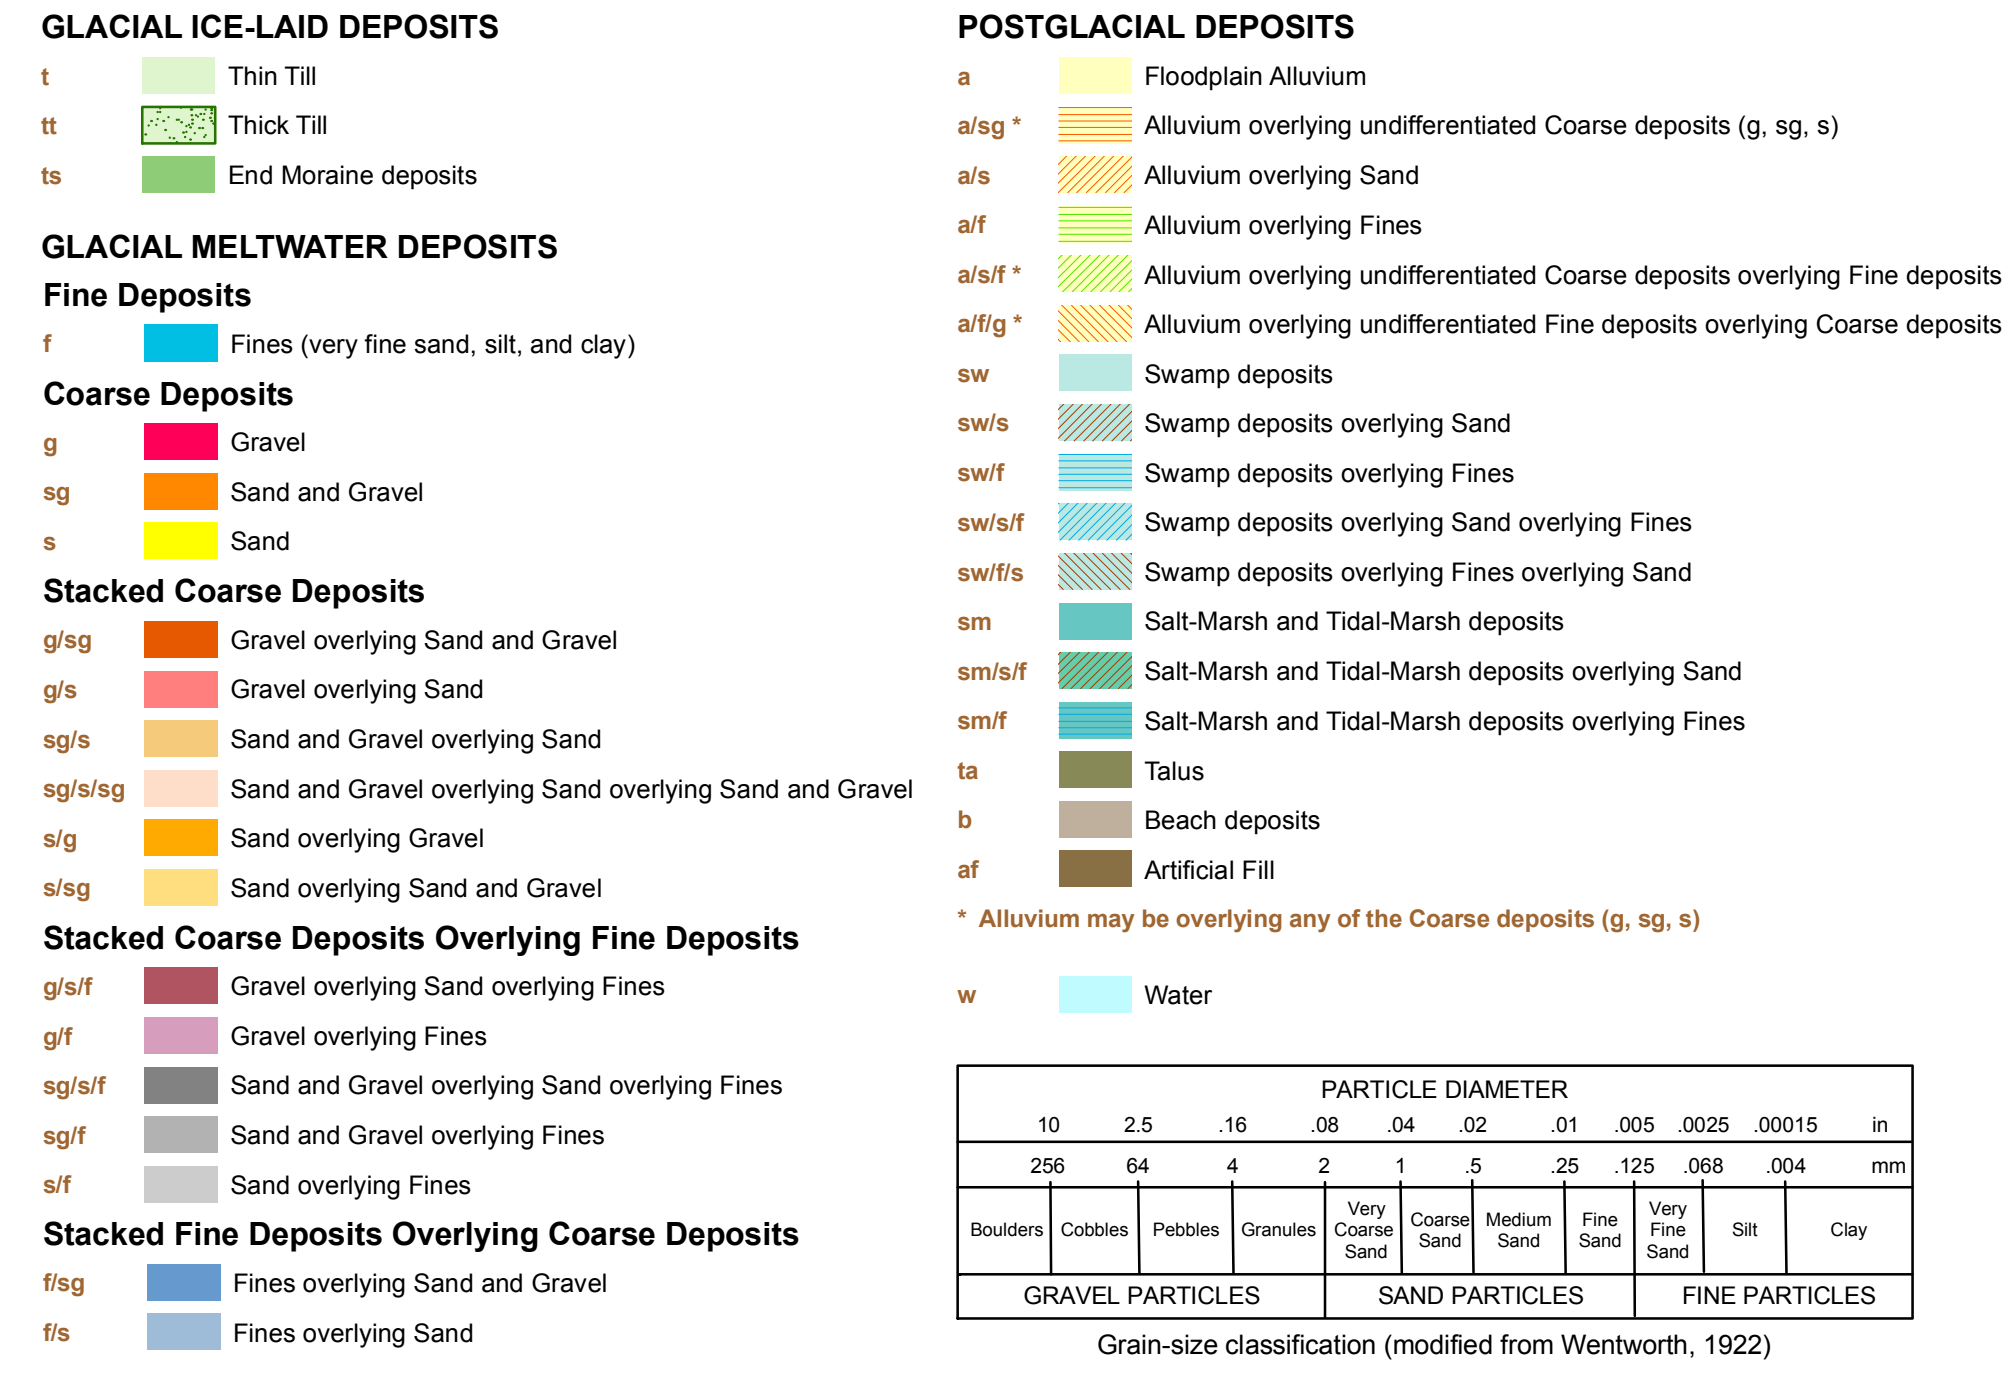 GLACIAL ICE-LAID DEPOSITS
t Thin Till
tt Thick Till
ts End Moraine deposits
GLACIAL MELTWATER DEPOSITS
Fine Deposits
f Fines (very fine sand, silt, and clay)
Coarse Deposits
g Gravel
sg Sand and Gravel
s Sand
Stacked Coarse Deposits
g/sg Gravel overlying Sand and Gravel
g/s Gravel overlying Sand
sg/s Sand and Gravel overlying Sand
sg/s/sg Sand and Gravel overlying Sand overlying Sand and Gravel
s/g Sand overlying Gravel
s/sg Sand overlying Sand and Gravel
Stacked Coarse Deposits Overlying Fine Deposits
g/s/f Gravel overlying Sand overlying Fines
g/f Gravel overlying Fines
sg/s/f Sand and Gravel overlying Sand overlying Fines
sg/f Sand and Gravel overlying Fines
s/f Sand overlying Fines
Stacked Fine Deposits Overlying Coarse Deposits
f/sg Fines overlying Sand and Gravel
f/s Fines overlying Sand
POSTGLACIAL DEPOSITS
a Floodplain Alluvium
a/sg * Alluvium overlying undifferentiated Coarse deposits (g, sg, s)
a/s Alluvium overlying Sand
a/f Alluvium overlying Fines
a/s/f * Alluvium overlying undifferentiated Coarse deposits overlying Fine deposits
a/f/g * Alluvium overlying undifferentiated Fine deposits overlying Coarse deposits
sw Swamp deposits
sw/s Swamp deposits overlying Sand
sw/f Swamp deposits overlying Fines
sw/s/f Swamp deposits overlying Sand overlying Fines
sw/f/s Swamp deposits overlying Fines overlying Sand
sm Salt-Marsh and Tidal-Marsh deposits
sm/s/f Salt-Marsh and Tidal-Marsh deposits overlying Sand
sm/f Salt-Marsh and Tidal-Marsh deposits overlying Fines
ta Talus
b Beach deposits
af Artificial Fill
* Alluvium may be overlying any of the Coarse deposits (g, sg, s)
w Water
PARTICLE DIAMETER
10 2.5 .16 .08 .04 .02 .01 .005 .0025 .00015 in
256 64 4 2 1 .5 .25 .125 .068 .004 mm
Boulders Cobbles Pebbles Granules Very Coarse Sand Coarse Sand Medium Sand Fine Sand Very Fine Sand Silt Clay
GRAVEL PARTICLES SAND PARTICLES FINE PARTICLES
Grain-size classification (modified from Wentworth, 1922)